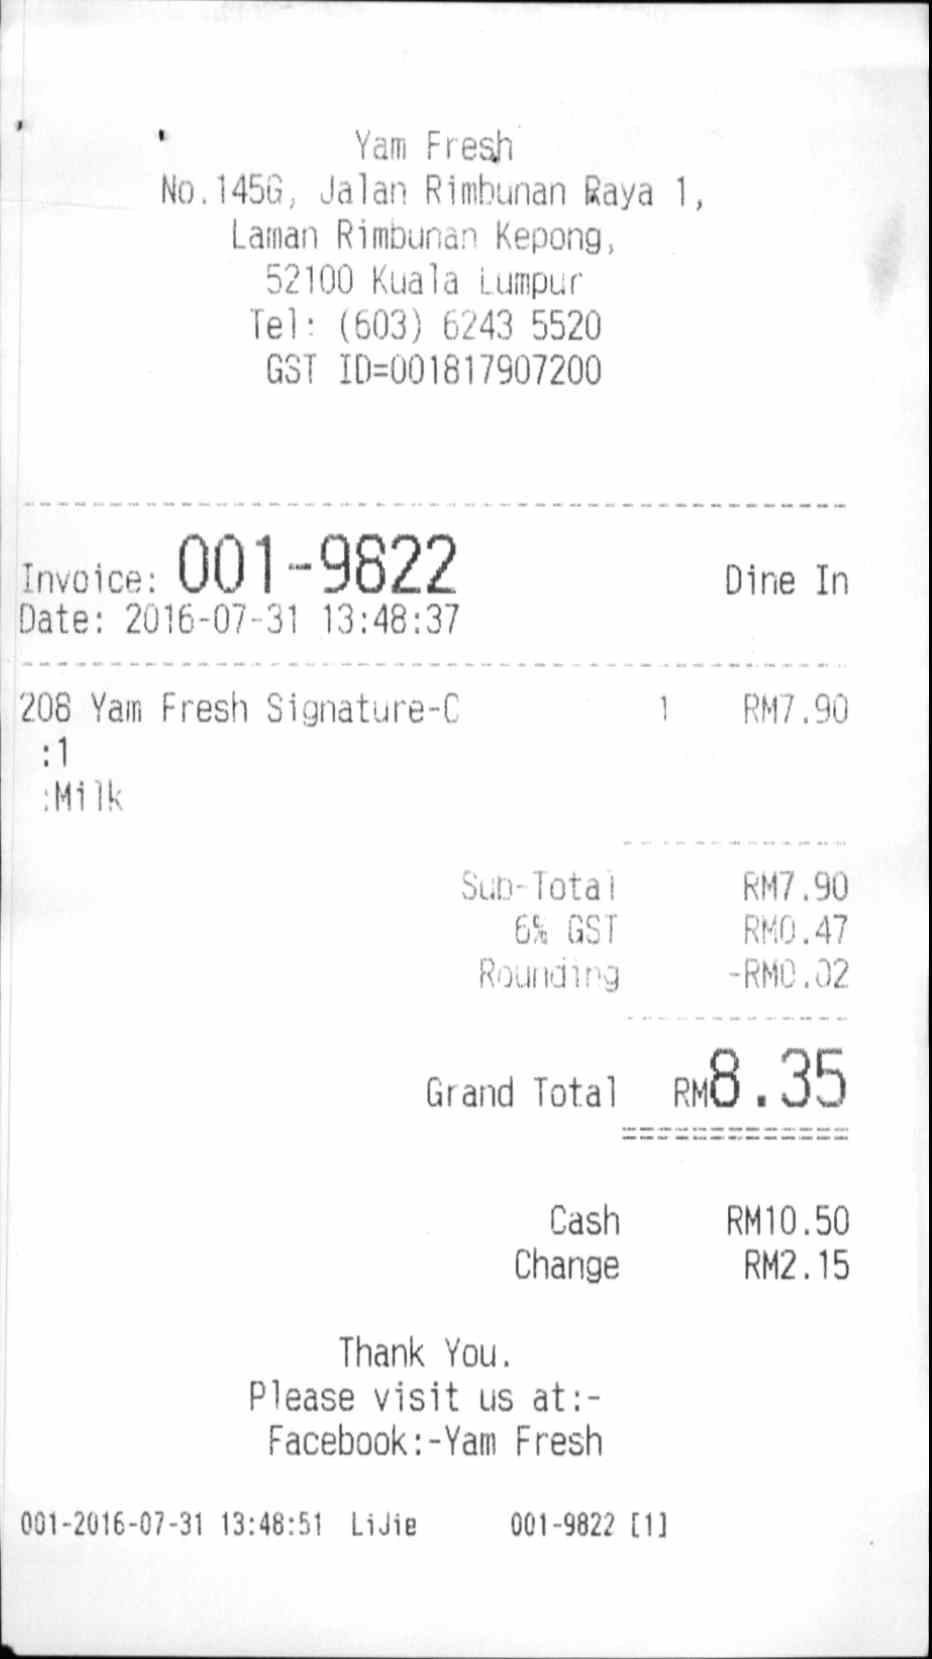 Yam Fresh
No.145G, Jalan Rimbunan Raya 1,
Laman Rimbunan Kepong,
52100 Kuala Lumpur
Tel: (603) 6243 5520
GST ID=001817907200
Invoice: 001-9822 Dine In
Date: 2016-07-31 13:48:37
208 Yam Fresh Signature-C 1 RM7.90
:1
:Milk
Sub-Total RM7.90
6% GST RM0.47
Rounding -RM0.02
Grand Total RM8.35
Cash RM10.50
Change RM2.15
Thank You.
Please visit us at:-
Facebook:-Yam Fresh
001-2016-07-31 13:48:51 LiJie 001-9822 [1]